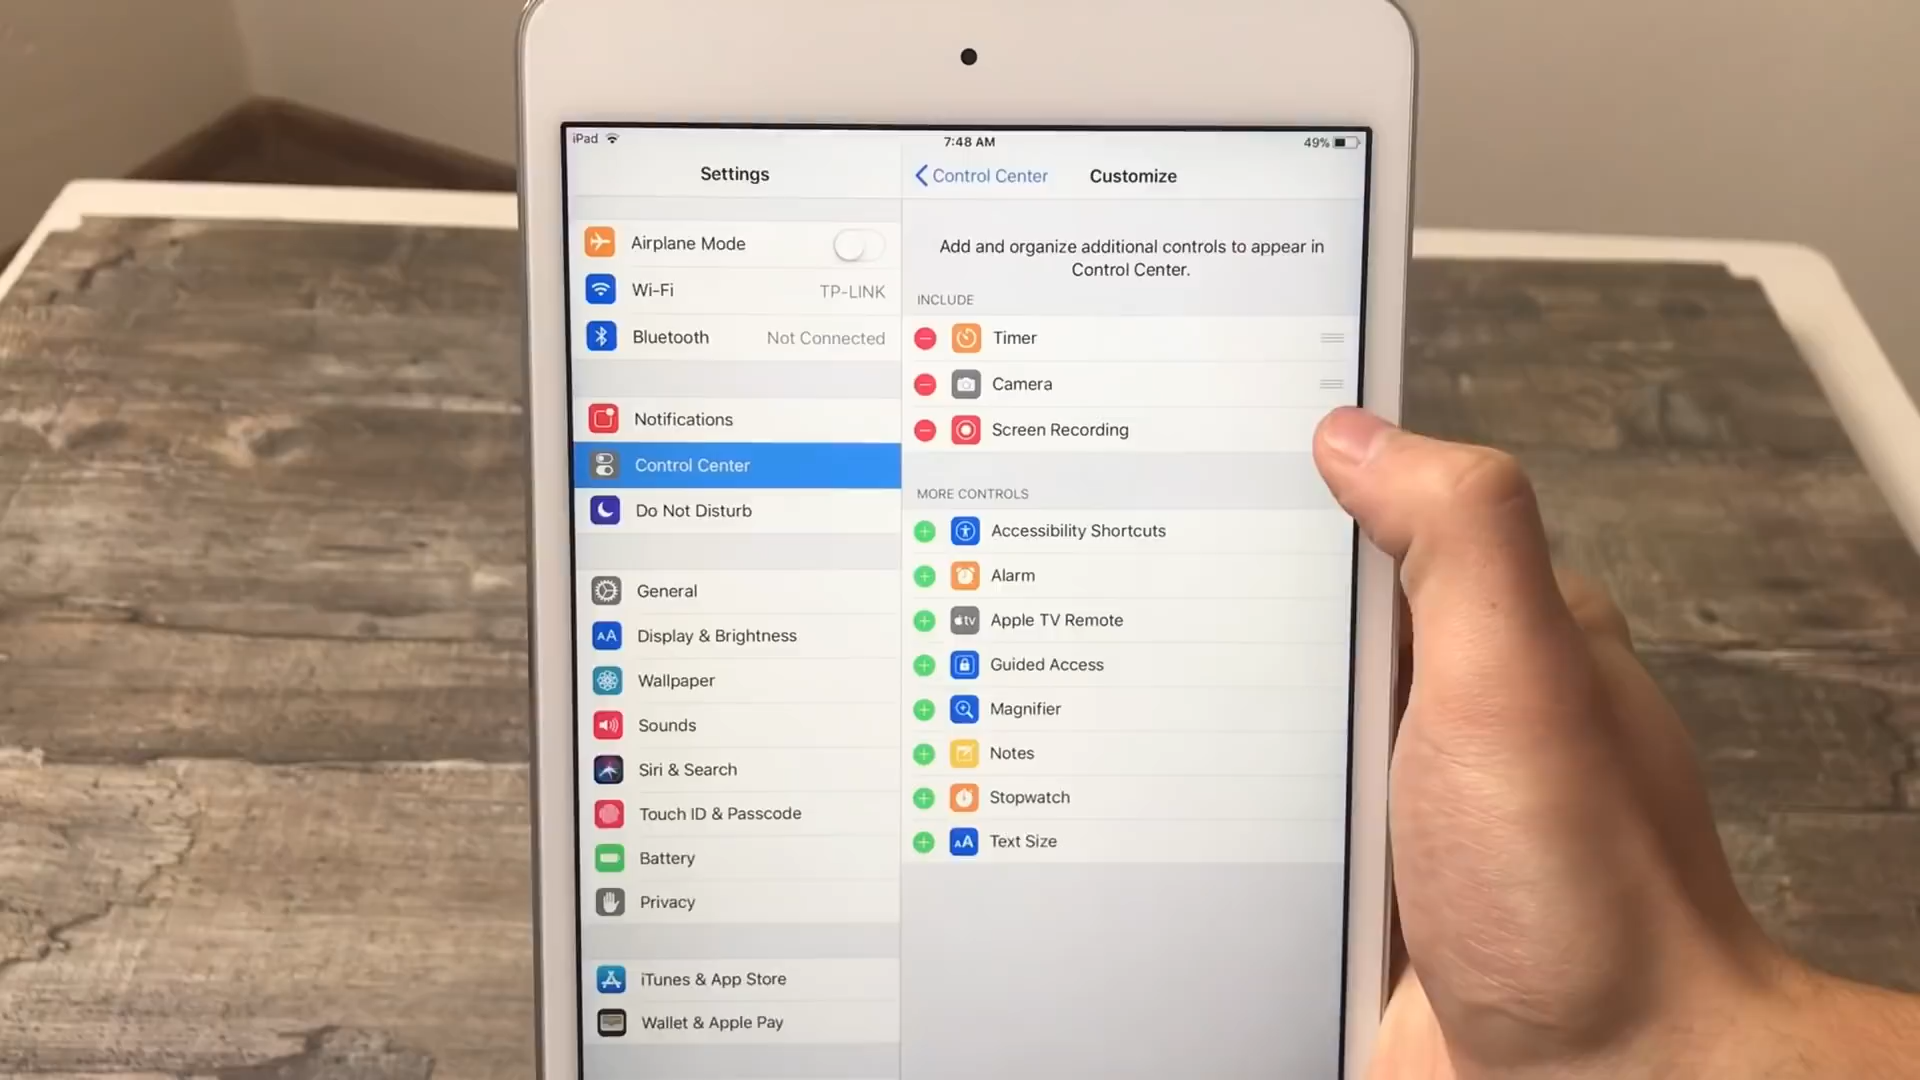 iPad
7:48 AM
49%
Settings
Control Center
Customize
Airplane Mode
Wi-Fi
TP-LINK
Bluetooth
Not Connected
Notifications
Control Center
Do Not Disturb
General
AA
Display & Brightness
Wallpaper
Sounds
Siri & Search
Touch ID & Passcode
Battery
Privacy
iTunes & App Store
Wallet & Apple Pay
Add and organize additional controls to appear in
Control Center.
INCLUDE
Timer
Camera
Screen Recording
MORE CONTROLS
Accessibility Shortcuts
Alarm
tv
Apple TV Remote
Guided Access
Magnifier
Notes
Stopwatch
AA
Text Size